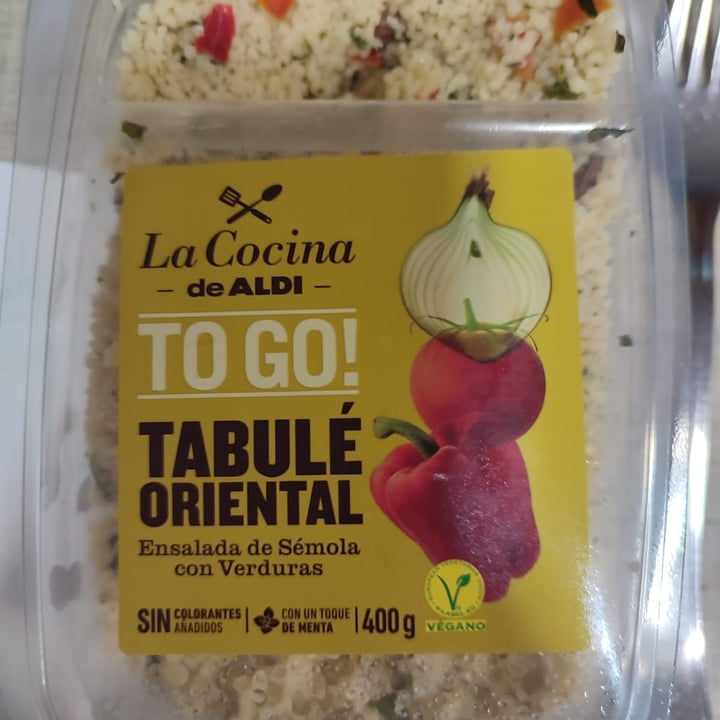 La Cocina
– de ALDI –
TO GO!
TABULÉ
ORIENTAL
Ensalada de Sémola
con Verduras
SIN COLORANTES AÑADIDOS
CON UN TOQUE DE MENTA
400g
VEGANO